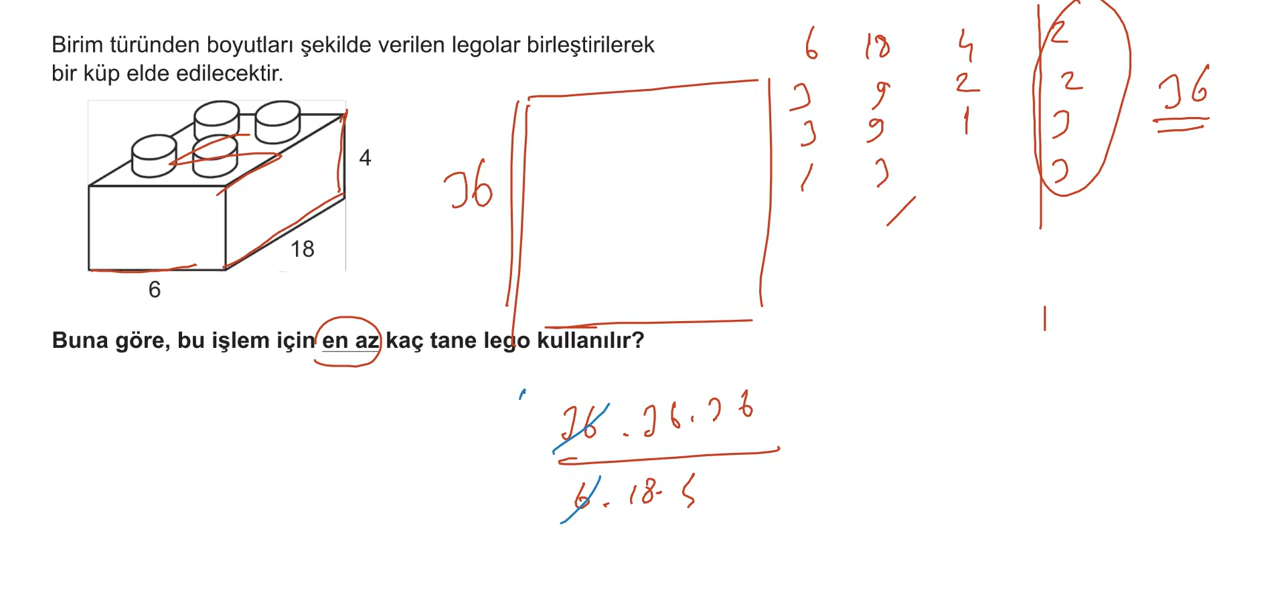 Birim türünden boyutları şekilde verilen legolar birleştirilerek
bir küp elde edilecektir.
4
18
6
36
6 18 4 2
3 9 2 2
3 9 1 3
1 3 3
36
Buna göre, bu işlem için en az kaç tane lego kullanılır?
36 . 36 . 36
6 . 18 . 4